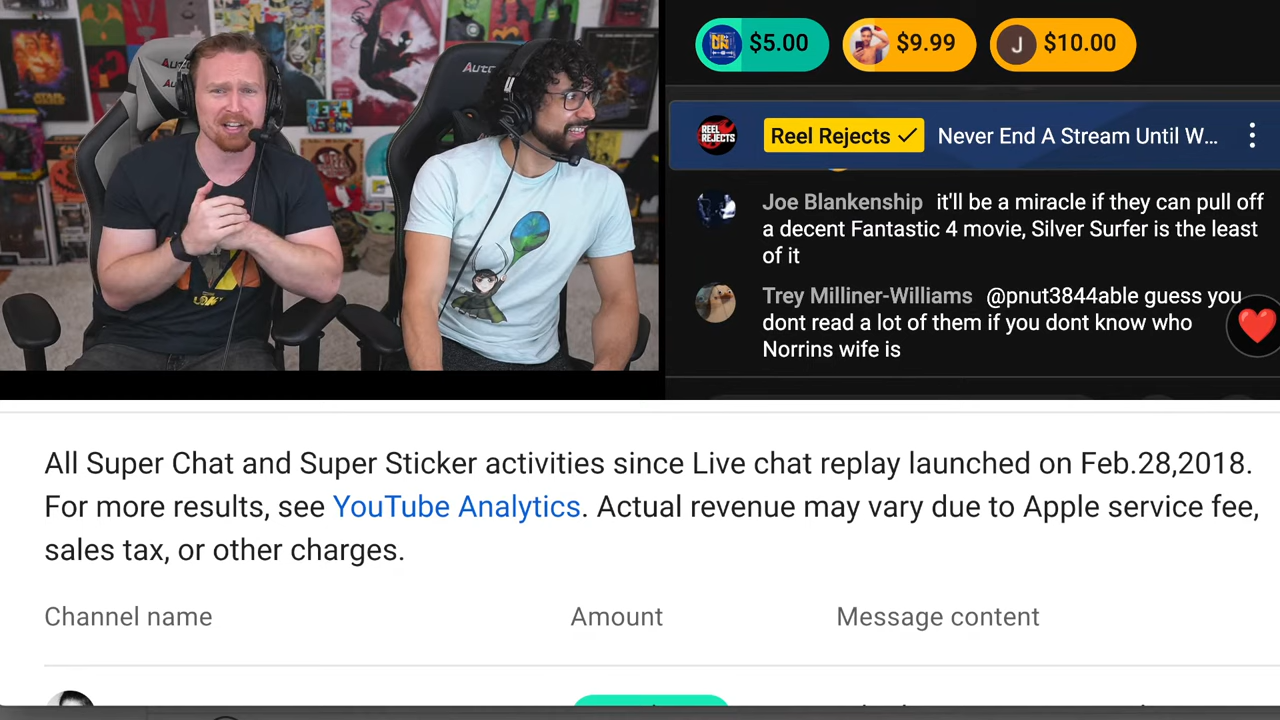 $5.00
$9.99
J $10.00
REEL
REJECTS
Reel Rejects Never End A Stream Until W...
Joe Blankenship it'll be a miracle if they can pull off
a decent Fantastic 4 movie, Silver Surfer is the least
of it
Trey Milliner-Williams @pnut3844able guess you
dont read a lot of them if you dont know who
Norrins wife is
All Super Chat and Super Sticker activities since Live chat replay launched on Feb.28,2018.
For more results, see YouTube Analytics. Actual revenue may vary due to Apple service fee,
sales tax, or other charges.
Channel name Amount Message content